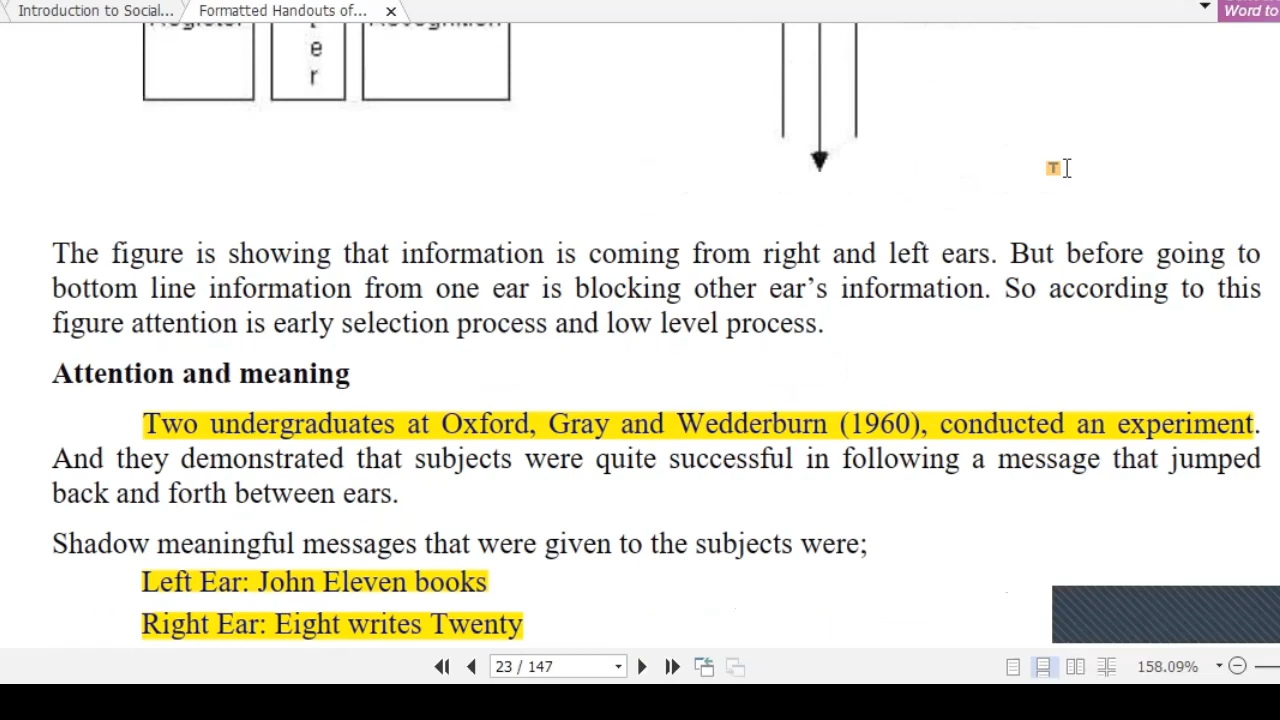 Introduction to Social...
Formatted Handouts of...
Word to
Register
Recognition
e
r
T
The figure is showing that information is coming from right and left ears. But before going to
bottom line information from one ear is blocking other ear's information. So according to this
figure attention is early selection process and low level process.
Attention and meaning
Two undergraduates at Oxford, Gray and Wedderburn (1960), conducted an experiment.
And they demonstrated that subjects were quite successful in following a message that jumped
back and forth between ears.
Shadow meaningful messages that were given to the subjects were;
Left Ear: John Eleven books
Right Ear: Eight writes Twenty
23 / 147
158.09%